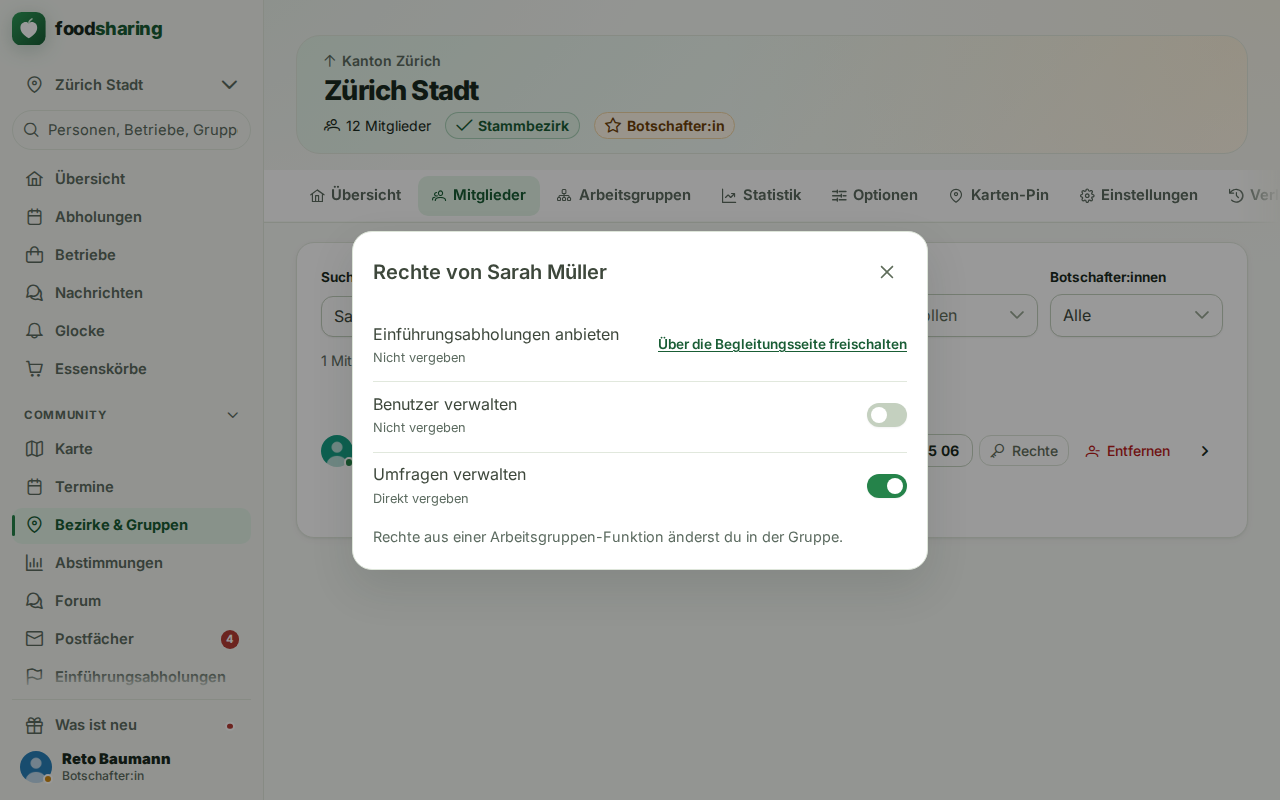 foodsharing
Zürich Stadt
Personen, Betriebe, Grupp
Übersicht
Abholungen
Betriebe
Nachrichten
Glocke
Essenskörbe
COMMUNITY
Karte
Termine
Bezirke & Gruppen
Abstimmungen
Forum
Postfächer 4
Einführungsabholungen
Was ist neu
Reto Baumann
Botschafter:in
Kanton Zürich
Zürich Stadt
12 Mitglieder Stammbezirk Botschafter:in
Übersicht Mitglieder Arbeitsgruppen Statistik Optionen Karten-Pin Einstellungen
Botschafter:innen
Alle
1 Mit
5 06 Rechte Entfernen
Rechte von Sarah Müller
Einführungsabholungen anbieten
Nicht vergeben
Über die Begleitungsseite freischalten
Benutzer verwalten
Nicht vergeben
Umfragen verwalten
Direkt vergeben
Rechte aus einer Arbeitsgruppen-Funktion änderst du in der Gruppe.